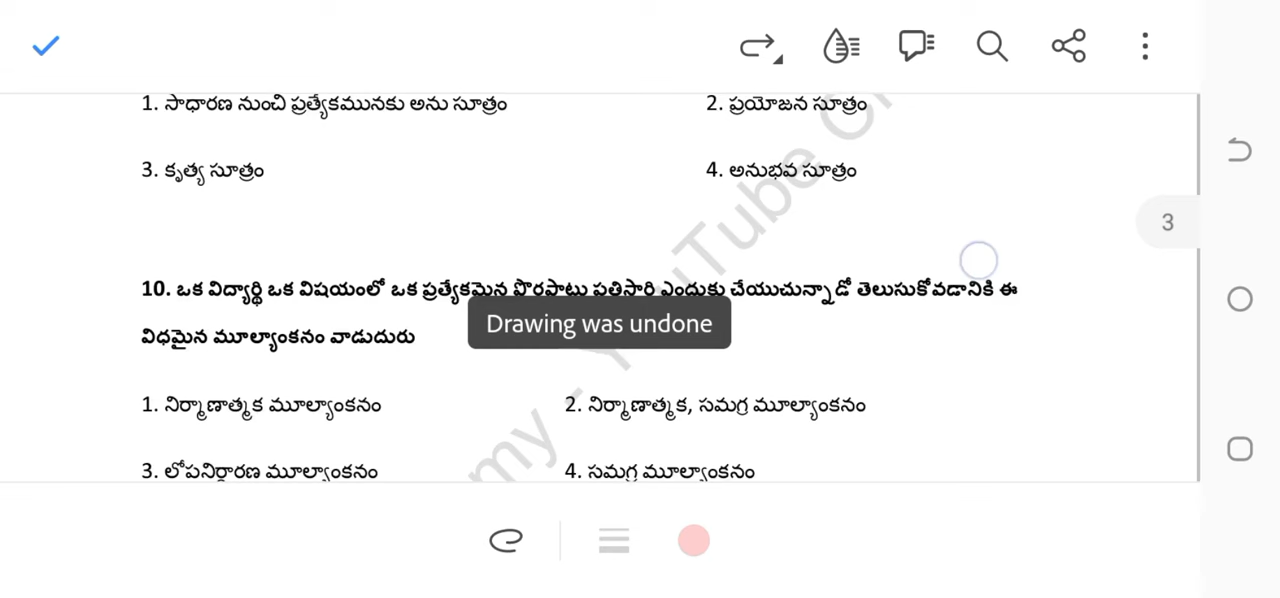 1. సాధారణ నుంచి ప్రత్యేకమునకు అను సూత్రం
2. ప్రయోజన సూత్రం
3. కృత్య సూత్రం
4. అనుభవ సూత్రం
3
10. ఒక విద్యార్థి ఒక విషయంలో ఒక ప్రత్యేకమైన పొరపాటు ప్రతిసారి ఎందుకు చేయుచున్నాడో తెలుసుకోవడానికి ఈ
Drawing was undone
విధమైన మూల్యాంకనం వాడుదురు
1. నిర్మాణాత్మక మూల్యాంకనం
2. నిర్మాణాత్మక, సమగ్ర మూల్యాంకనం
3. లోపనిర్ధారణ మూల్యాంకనం
4. సమగ్ర మూల్యాంకనం
my - YouTube